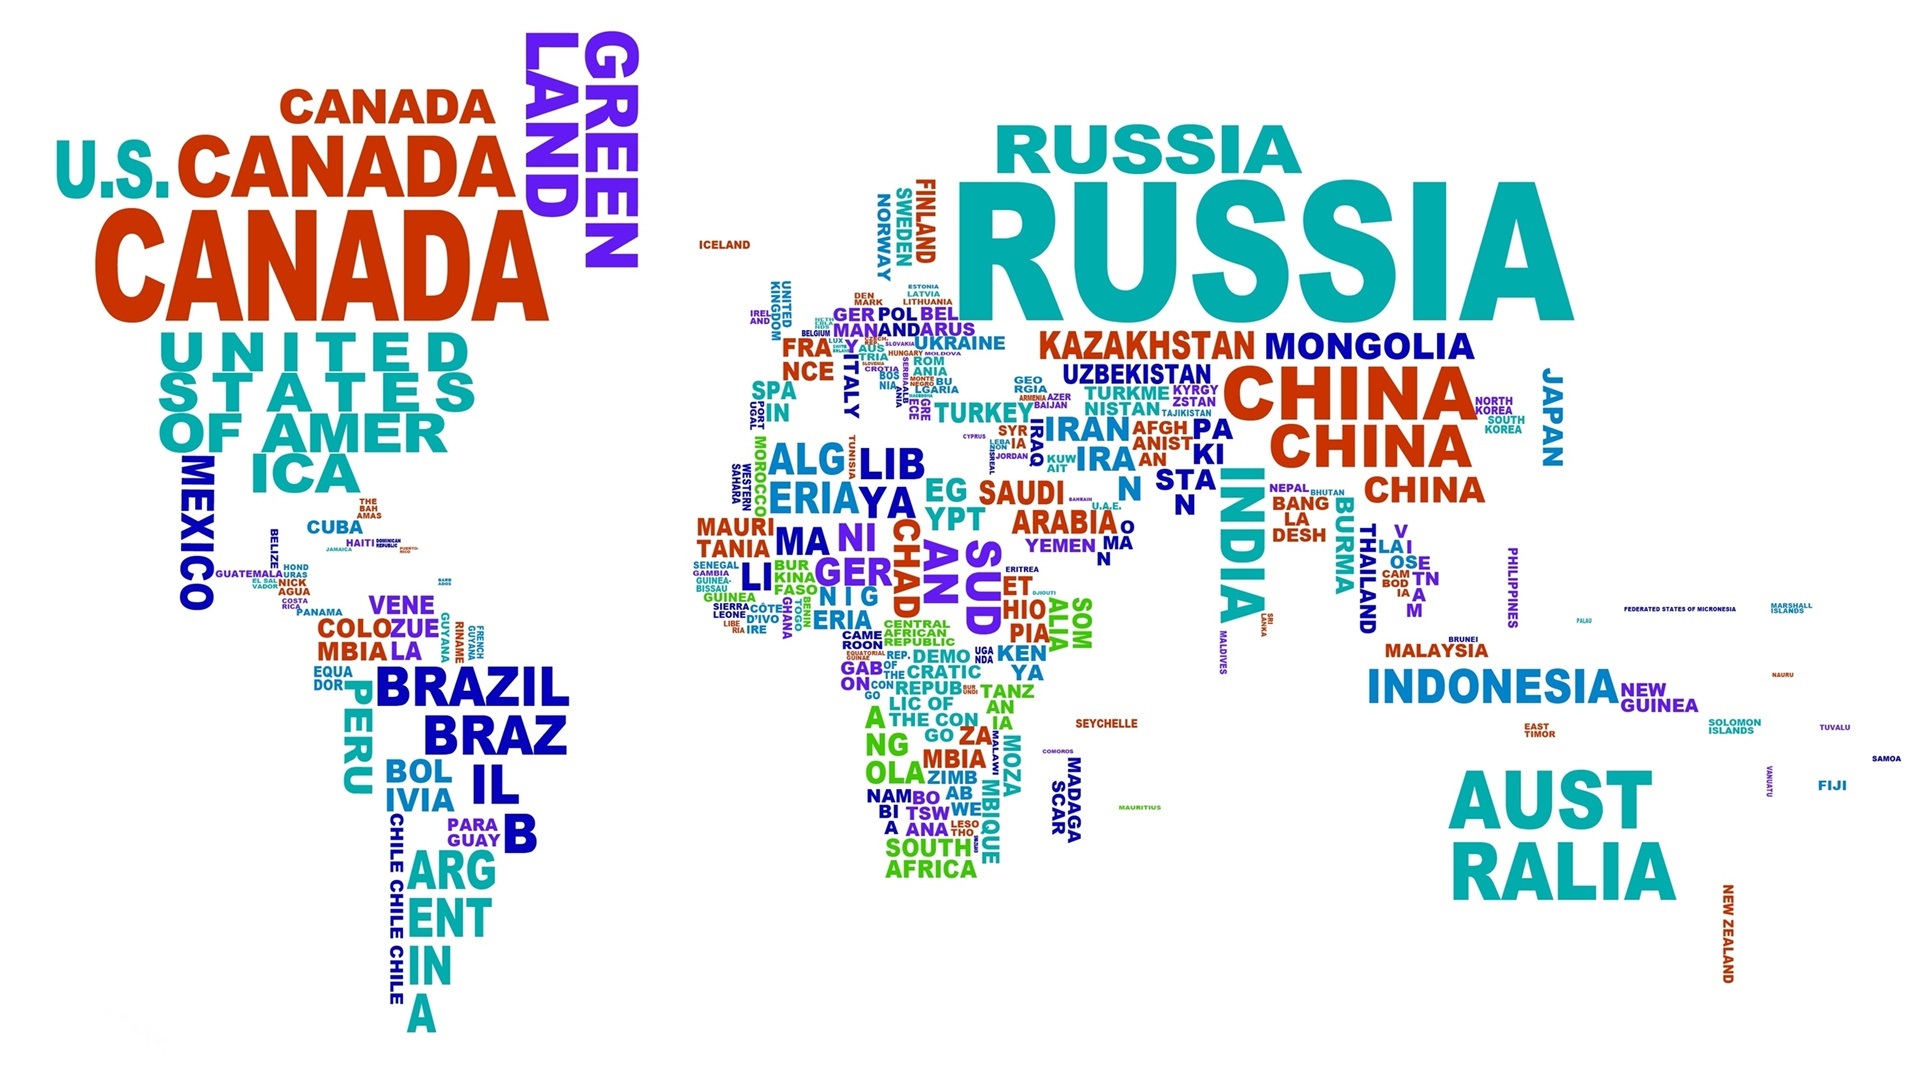 GREEN
LAND
CANADA
U.S. CANADA
CANADA
UNITED
STATES
OF AMER
ICA
MEXICO
THE
BAH
AMAS
CUBA
HAITI
DOMINICAN
REPUBLIC
JAMAICA
PUERTO-
RICO
BELIZE
GUATEMALA
HOND
URAS
EL SAL
VADOR
NICK
AGUA
COSTA
RICA
PANAMA
BARB
ADOS
VENE
ZUE
LA
COLO
MBIA
GUYANA
RINAME
FRENCH
GUYANA
EQUA
DOR
PERU
BRAZIL
BRAZ
IL
B
BOL
IVIA
PARA
GUAY
CHILE CHILE CHILE CHILE
ARG
ENT
IN
A
ICELAND
NORWAY
SWEDEN
FINLAND
RUSSIA
RUSSIA
UNITED
KINGDOM
IREL
AND
DEN
MARK
ESTONIA
LATVIA
LITHUANIA
GER
MAN
Y
POL
AND
BEL
ARUS
BELGIUM
LUX
FRA
NCE
AUS
TRIA
SLOVAKIA
UKRAINE
HUNGARY
MOLDOVA
SLOVENIA
CROTIA
ROM
ANIA
BOS
NIA
SERBIA
MONTE
NEGRO
BU
LGARIA
ALB
ANIA
GRE
ECE
ITALY
SPA
IN
PORT
UGAL
TURKEY
GEO
RGIA
ARMENIA
AZER
BAIJAN
KAZAKHSTAN
MONGOLIA
UZBEKISTAN
TURKME
NISTAN
KYRGY
ZSTAN
TAJIKISTAN
CHINA
CHINA
CHINA
NORTH
KOREA
SOUTH
KOREA
JAPAN
CYPRUS
SYR
IA
LEBA
NON
IZISREAL
JORDAN
IRAQ
KUW
AIT
IRAN
IRA
N
AFGH
ANIST
AN
PA
KI
STA
N
SAUDI
ARABIA
BAHRAIN
U.A.E.
O
MA
N
YEMEN
INDIA
NEPAL
BHUTAN
BANG
LA
DESH
BURMA
THAILAND
LA
OS
V
I
E
TN
A
M
CAM
BOD
IA
SRI
LANKA
MALDIVES
PHILIPPINES
MOROCCO
WESTERN
SAHARA
ALG
ERIA
TUNISIA
LIB
YA
EG
YPT
MAURI
TANIA
MA
LI
NI
GER
CHAD
SUD
AN
SENEGAL
GAMBIA
GUINEA-
BISSAU
GUINEA
SIERRA
LEONE
LIBE
RIA
CÔTE
D'IVO
IRE
BUR
KINA
FASO
GHANA
TOGO
BENIN
NIG
ERIA
ERITREA
DJIOUTI
ET
HIO
PIA
SOM
ALIA
CENTRAL
AFRICAN
REPUBLIC
CAME
ROON
EQUATORIAL
GUINAE
GAB
ON
REP.
OF
THE
CON
GO
DEMO
CRATIC
REPUB
LIC OF
THE CON
GO
UGA
NDA
KEN
YA
BUR
UNDI
TANZ
AN
IA
A
NG
OLA
ZA
MBIA
MALAWI
MOZA
MBIQUE
ZIMB
AB
WE
NAM
BI
A
BO
TSW
ANA
LESO
THO
SOUTH
AFRICA
MADAGA
SCAR
COMOROS
SEYCHELLE
MAURITIUS
BRUNEI
MALAYSIA
INDONESIA
NEW
GUINEA
EAST
TIMOR
PALAU
FEDERATED STATES OF MICRONESIA
MARSHALL
ISLANDS
NAURU
SOLOMON
ISLANDS
TUVALU
SAMOA
VANUATU
FIJI
AUST
RALIA
NEW ZEALAND